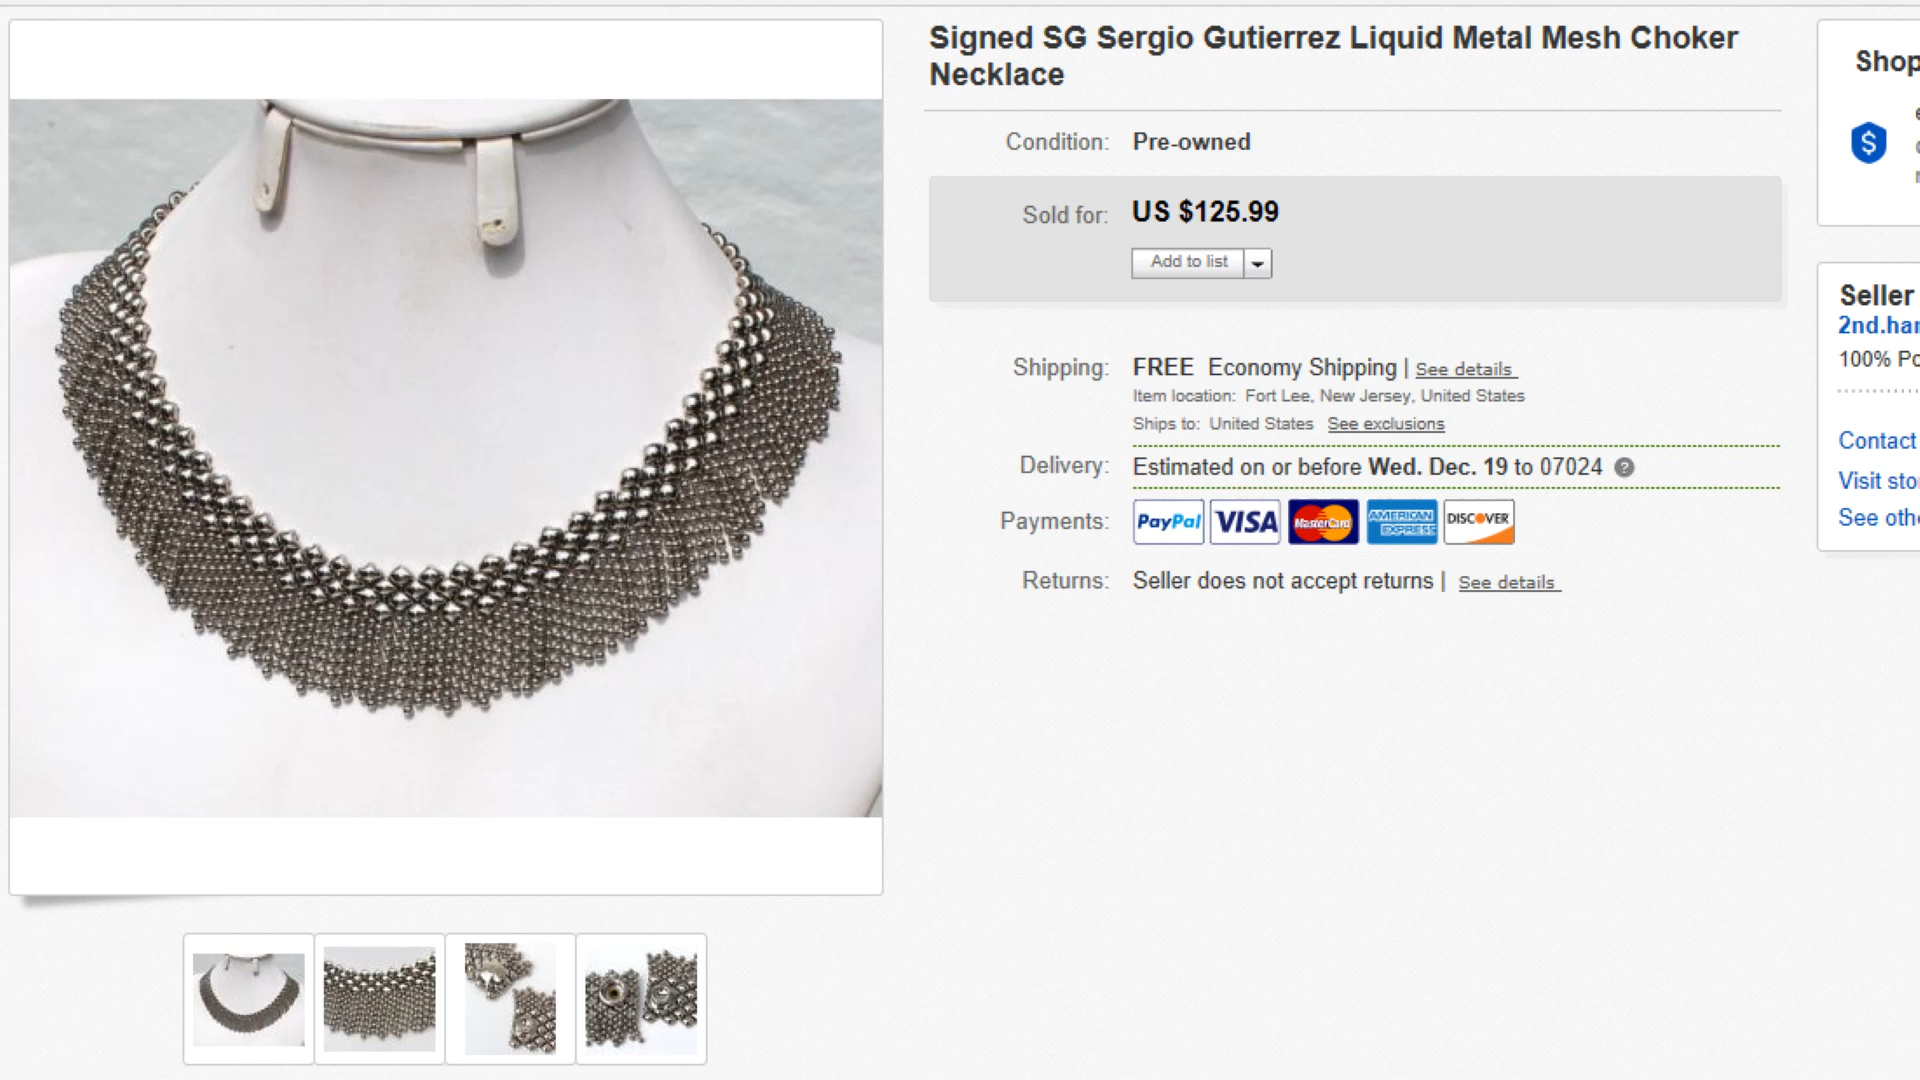 Signed SG Sergio Gutierrez Liquid Metal Mesh Choker
Necklace
Condition: Pre-owned
Sold for: US $125.99
Add to list
Shipping: FREE Economy Shipping | See details
Item location: Fort Lee, New Jersey, United States
Ships to: United States See exclusions
Delivery: Estimated on or before Wed. Dec. 19 to 07024 ?
Payments: PayPal VISA MasterCard AMERICAN EXPRESS DISCOVER
Returns: Seller does not accept returns | See details
Shop
$
Seller
2nd.har
100% Po
Contact
Visit sto
See othe